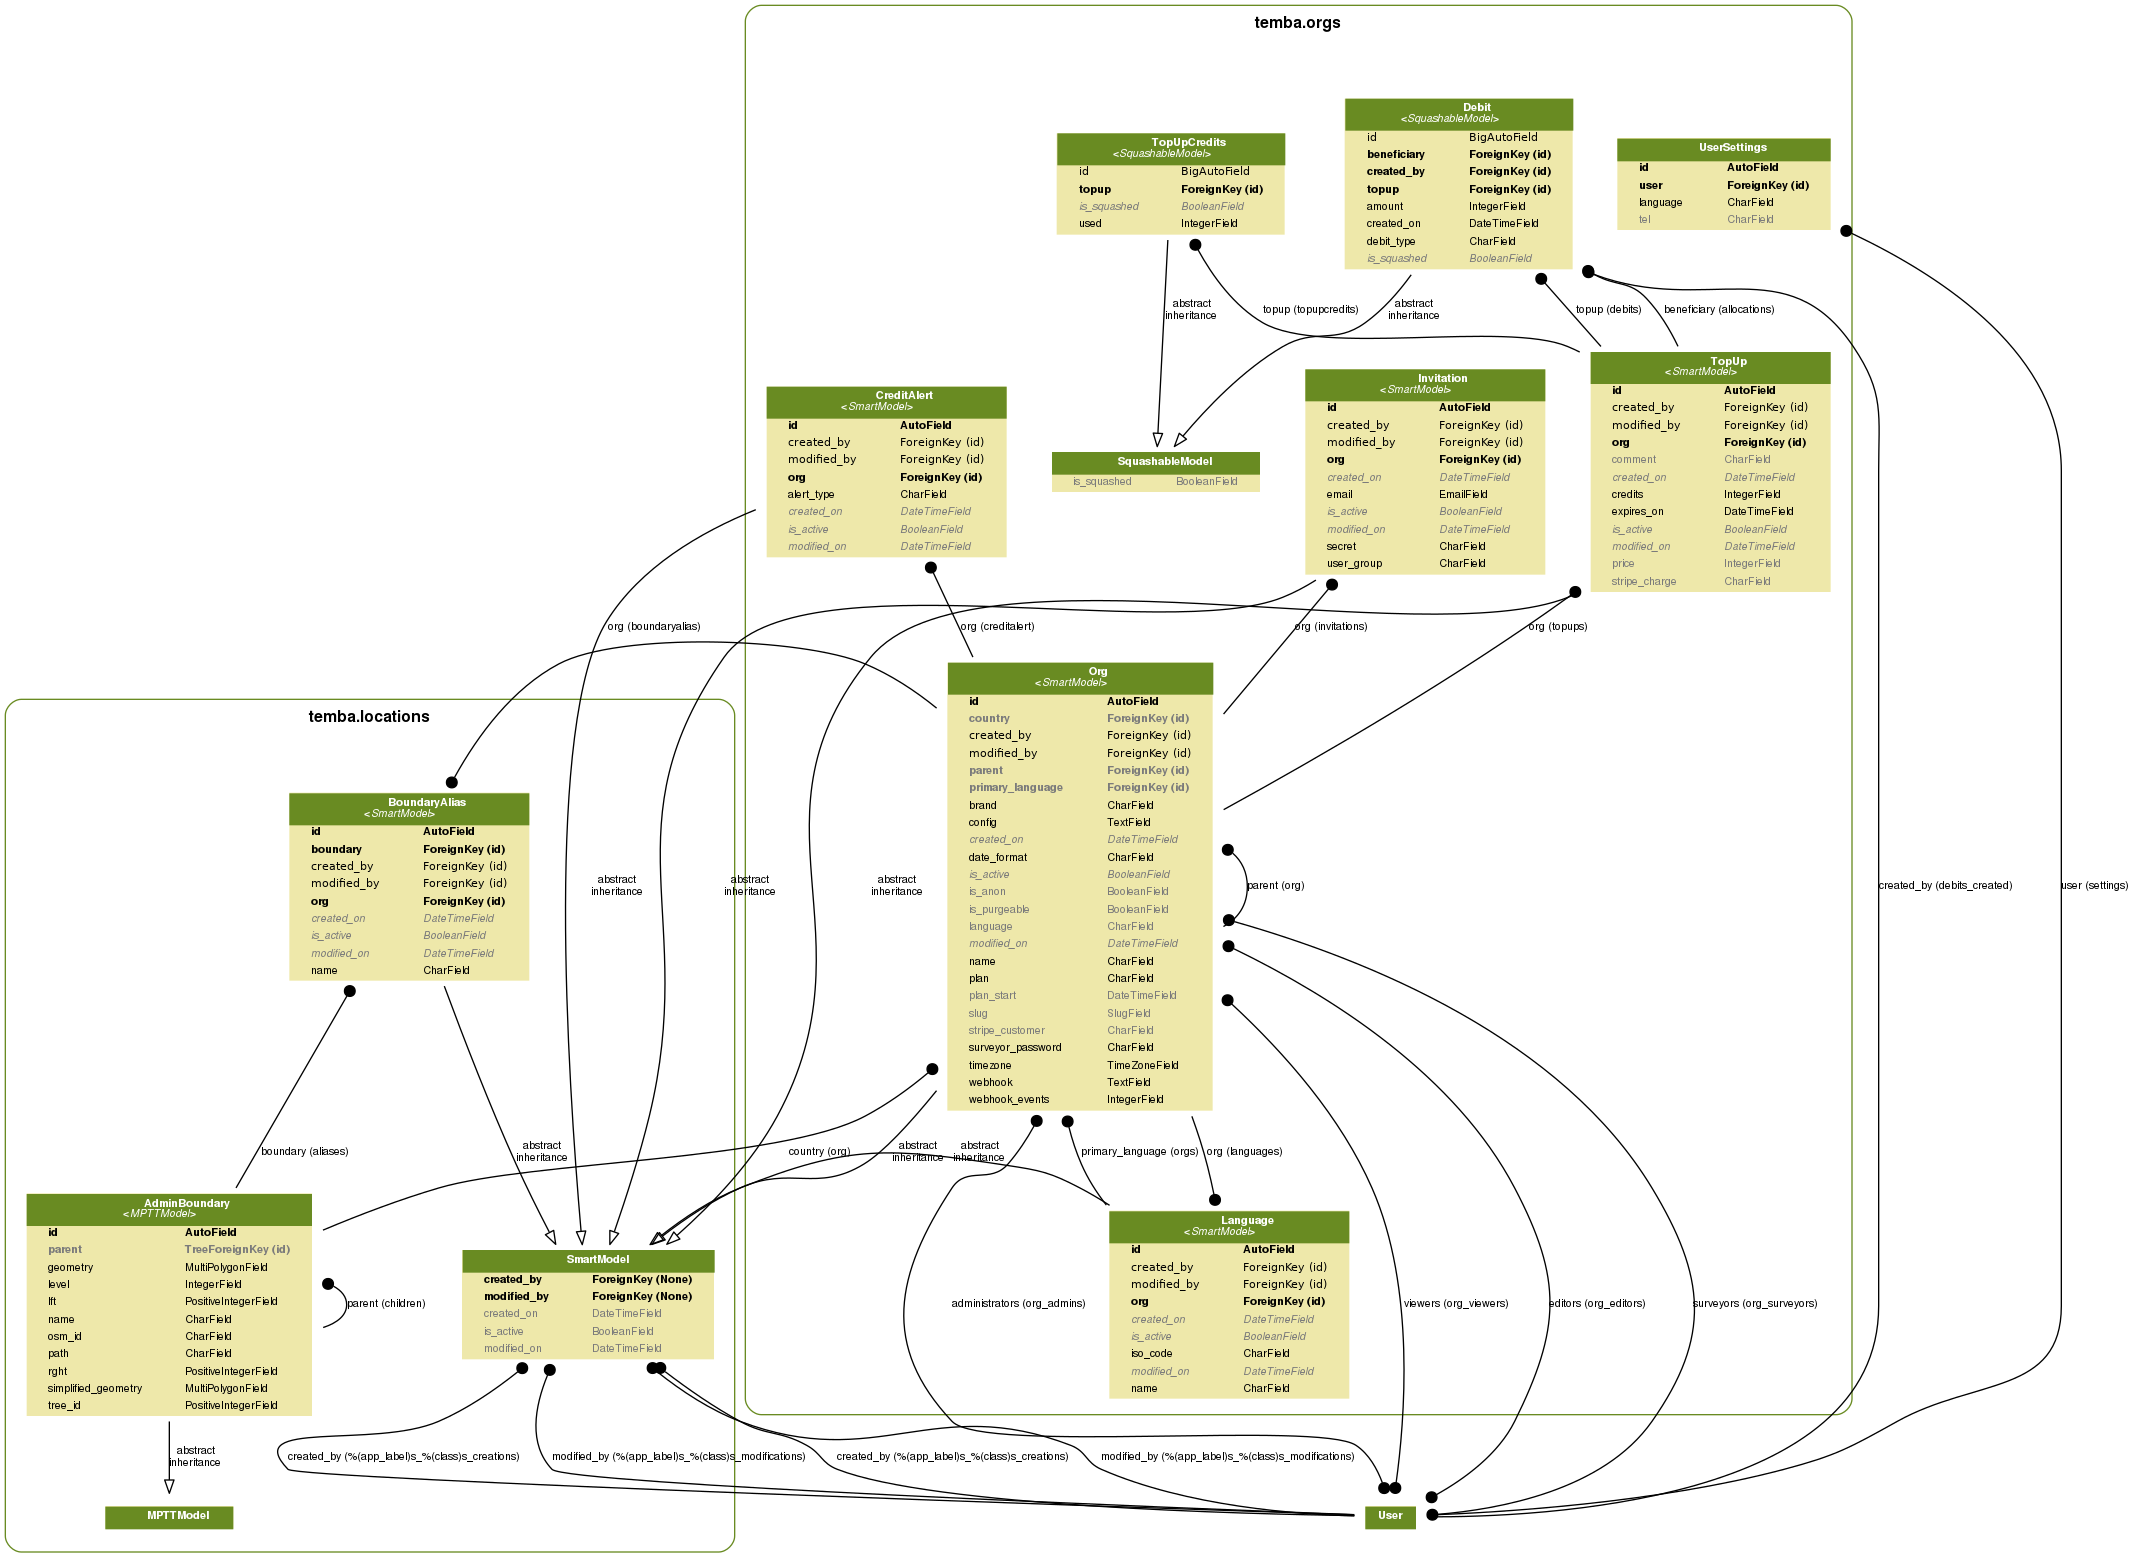 temba.orgs
Debit
<SquashableModel>
id BigAutoField
beneficiary ForeignKey (id)
created_by ForeignKey (id)
topup ForeignKey (id)
amount IntegerField
created_on DateTimeField
debit_type CharField
is_squashed BooleanField
TopUpCredits
<SquashableModel>
id BigAutoField
topup ForeignKey (id)
is_squashed BooleanField
used IntegerField
UserSettings
id AutoField
user ForeignKey (id)
language CharField
tel CharField
abstract
inheritance
topup (topupcredits)
abstract
inheritance
topup (debits)
beneficiary (allocations)
CreditAlert
<SmartModel>
id AutoField
created_by ForeignKey (id)
modified_by ForeignKey (id)
org ForeignKey (id)
alert_type CharField
created_on DateTimeField
is_active BooleanField
modified_on DateTimeField
SquashableModel
is_squashed BooleanField
Invitation
<SmartModel>
id AutoField
created_by ForeignKey (id)
modified_by ForeignKey (id)
org ForeignKey (id)
created_on DateTimeField
email EmailField
is_active BooleanField
modified_on DateTimeField
secret CharField
user_group CharField
TopUp
<SmartModel>
id AutoField
created_by ForeignKey (id)
modified_by ForeignKey (id)
org ForeignKey (id)
comment CharField
created_on DateTimeField
credits IntegerField
expires_on DateTimeField
is_active BooleanField
modified_on DateTimeField
price IntegerField
stripe_charge CharField
org (boundaryalias)
org (creditalert)
org (invitations)
org (topups)
Org
<SmartModel>
id AutoField
country ForeignKey (id)
created_by ForeignKey (id)
modified_by ForeignKey (id)
parent ForeignKey (id)
primary_language ForeignKey (id)
brand CharField
config TextField
created_on DateTimeField
date_format CharField
is_active BooleanField
is_anon BooleanField
is_purgeable BooleanField
language CharField
modified_on DateTimeField
name CharField
plan CharField
plan_start DateTimeField
slug SlugField
stripe_customer CharField
surveyor_password CharField
timezone TimeZoneField
webhook TextField
webhook_events IntegerField
temba.locations
BoundaryAlias
<SmartModel>
id AutoField
boundary ForeignKey (id)
created_by ForeignKey (id)
modified_by ForeignKey (id)
org ForeignKey (id)
created_on DateTimeField
is_active BooleanField
modified_on DateTimeField
name CharField
abstract
inheritance
abstract
inheritance
abstract
inheritance
parent (org)
created_by (debits_created)
user (settings)
boundary (aliases)
abstract
inheritance
country (org)
abstract
inheritance
abstract
inheritance
primary_language (orgs)
org (languages)
AdminBoundary
<MPTTModel>
id AutoField
parent TreeForeignKey (id)
geometry MultiPolygonField
level IntegerField
lft PositiveIntegerField
name CharField
osm_id CharField
path CharField
rght PositiveIntegerField
simplified_geometry MultiPolygonField
tree_id PositiveIntegerField
parent (children)
SmartModel
created_by ForeignKey (None)
modified_by ForeignKey (None)
created_on DateTimeField
is_active BooleanField
modified_on DateTimeField
administrators (org_admins)
Language
<SmartModel>
id AutoField
created_by ForeignKey (id)
modified_by ForeignKey (id)
org ForeignKey (id)
created_on DateTimeField
is_active BooleanField
iso_code CharField
modified_on DateTimeField
name CharField
viewers (org_viewers)
editors (org_editors)
surveyors (org_surveyors)
abstract
inheritance
created_by (%(app_label)s_%(class)s_creations)
modified_by (%(app_label)s_%(class)s_modifications)
created_by (%(app_label)s_%(class)s_creations)
modified_by (%(app_label)s_%(class)s_modifications)
MPTTModel
User